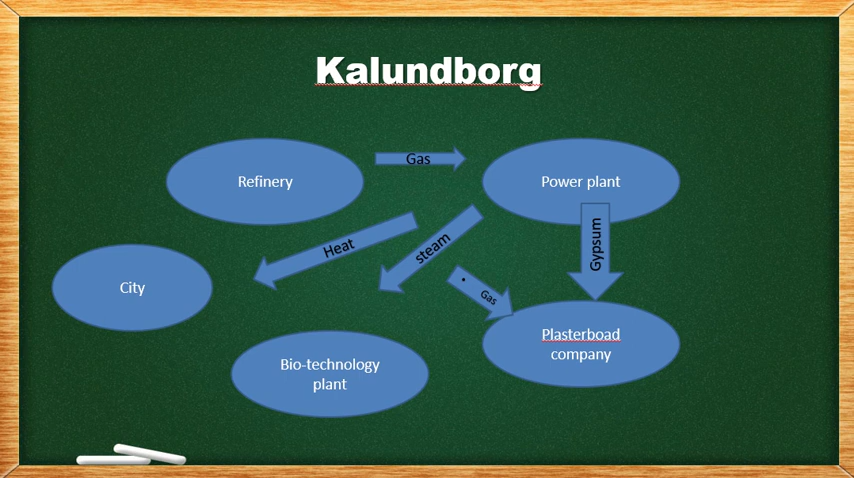 Kalundborg
Refinery
Gas
Power plant
Heat
steam
Gypsum
City
• Gas
Plasterboad
company
Bio-technology
plant